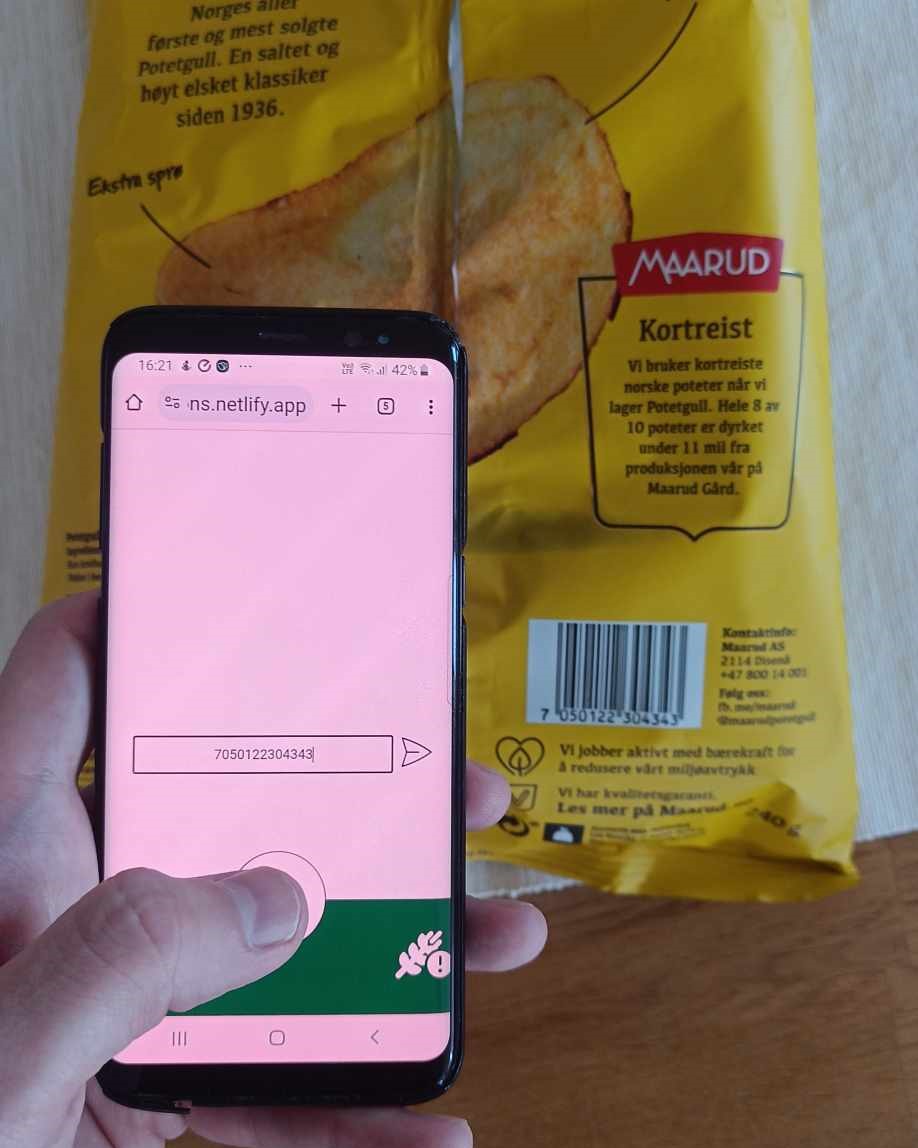 Norges aller
første og mest solgte
Potetgull. En saltet og
høyt elsket klassiker
siden 1936.
Ekstra sprø
MAARUD
Kortreist
Vi bruker kortreiste
norske poteter når vi
lager Potetgull. Hele 8 av
10 poteter er dyrket
under 11 mil fra
produksjonen vår på
Maarud Gård.
16:21
Vo))
LTE
42%
ns.netlify.app
5
7050122304343
7 050122 304343
Kontaktinfo:
Maarud AS
2114 Disenå
+47 800 14 001
Følg oss:
fb.me/maarud
@maarudpotetgull
Vi jobber aktivt med bærekraft for
å redusere vårt miljøavtrykk
Vi har kvalitetsgaranti.
Les mer på
240 g